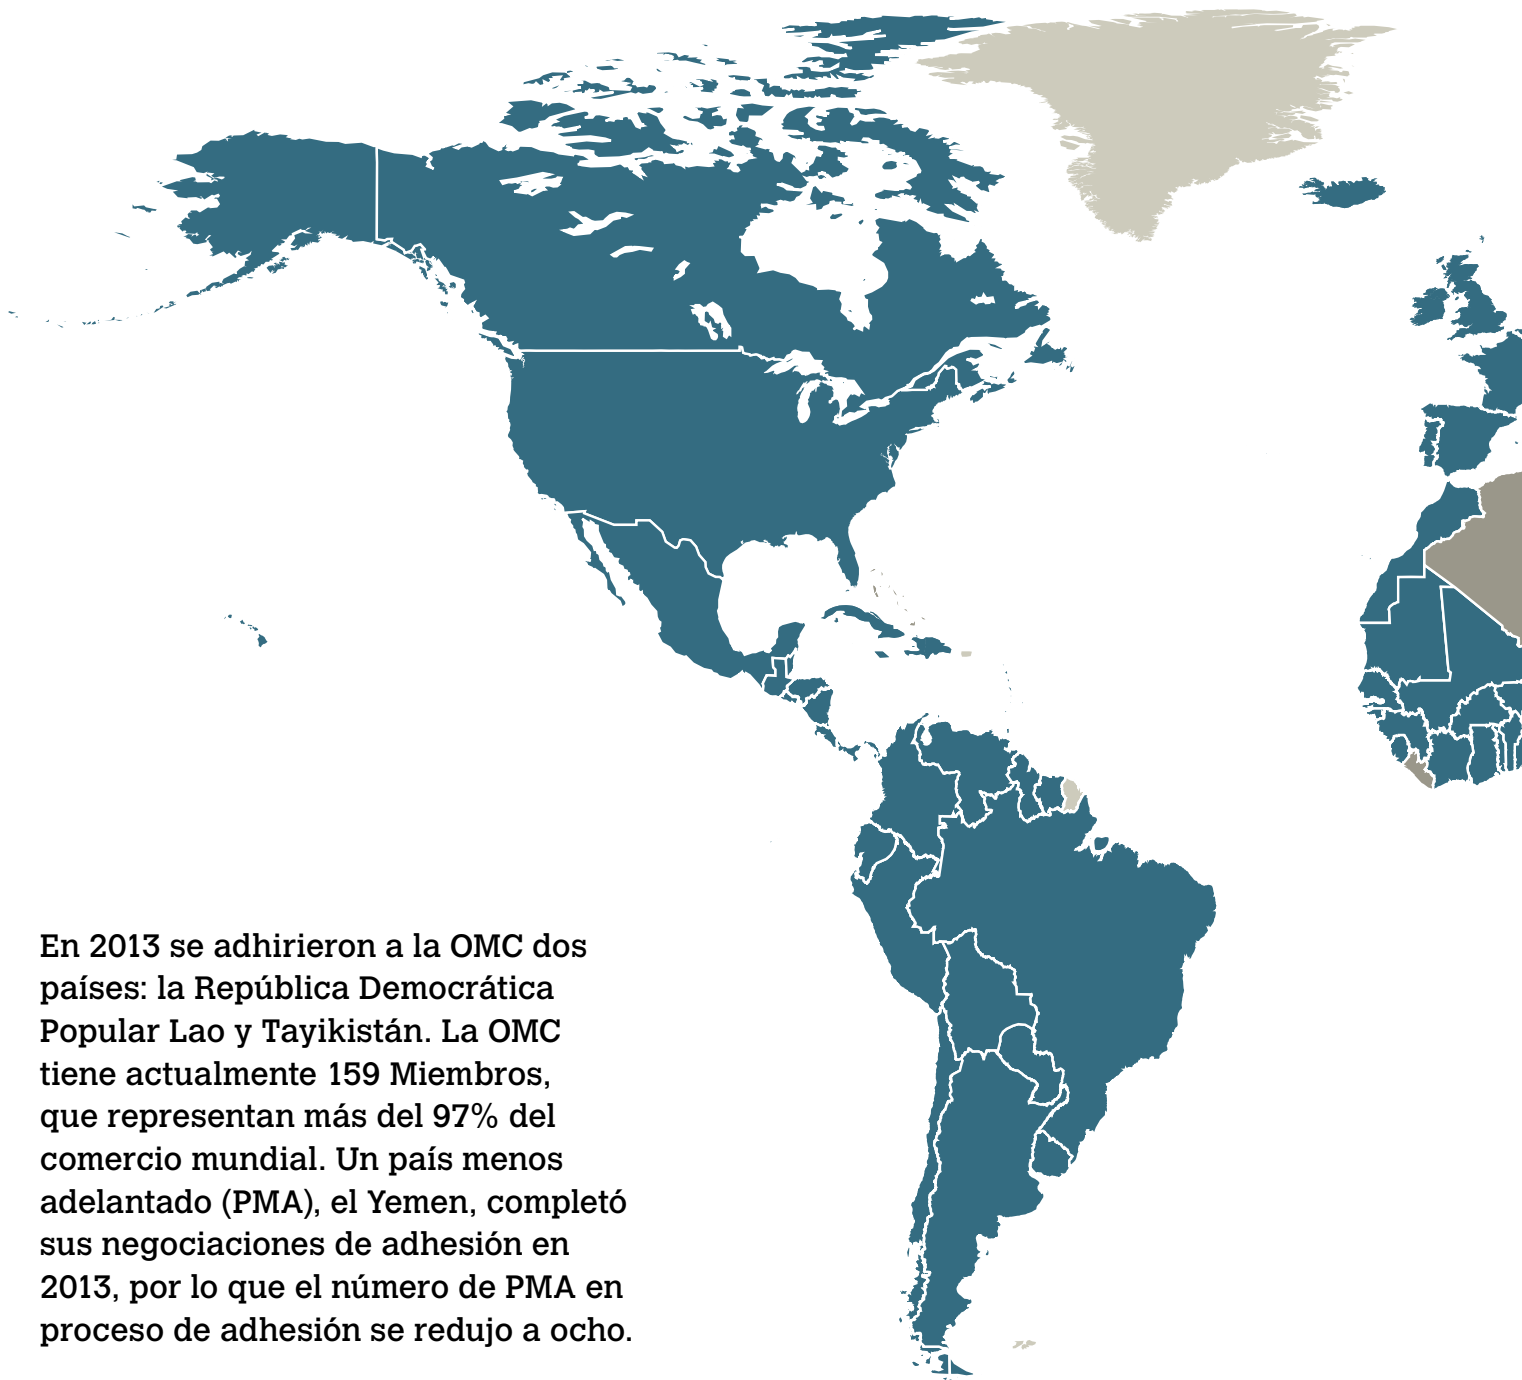 En 2013 se adhirieron a la OMC dos
países: la República Democrática
Popular Lao y Tayikistán. La OMC
tiene actualmente 159 Miembros,
que representan más del 97% del
comercio mundial. Un país menos
adelantado (PMA), el Yemen, completó
sus negociaciones de adhesión en
2013, por lo que el número de PMA en
proceso de adhesión se redujo a ocho.